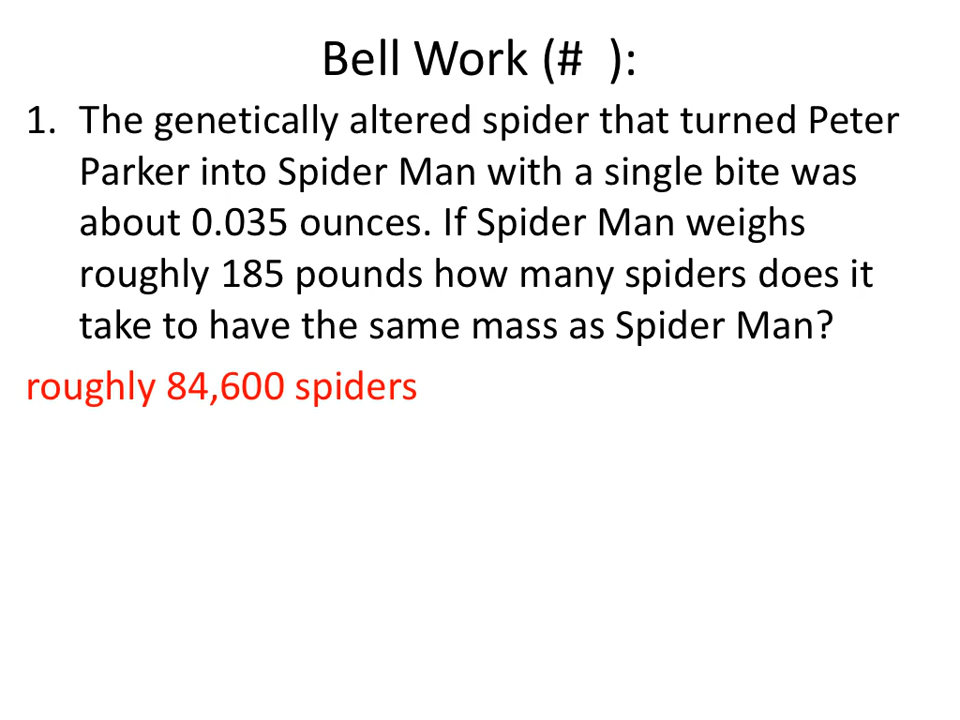 Bell Work (#  ):
1. The genetically altered spider that turned Peter
Parker into Spider Man with a single bite was
about 0.035 ounces. If Spider Man weighs
roughly 185 pounds how many spiders does it
take to have the same mass as Spider Man?
roughly 84,600 spiders